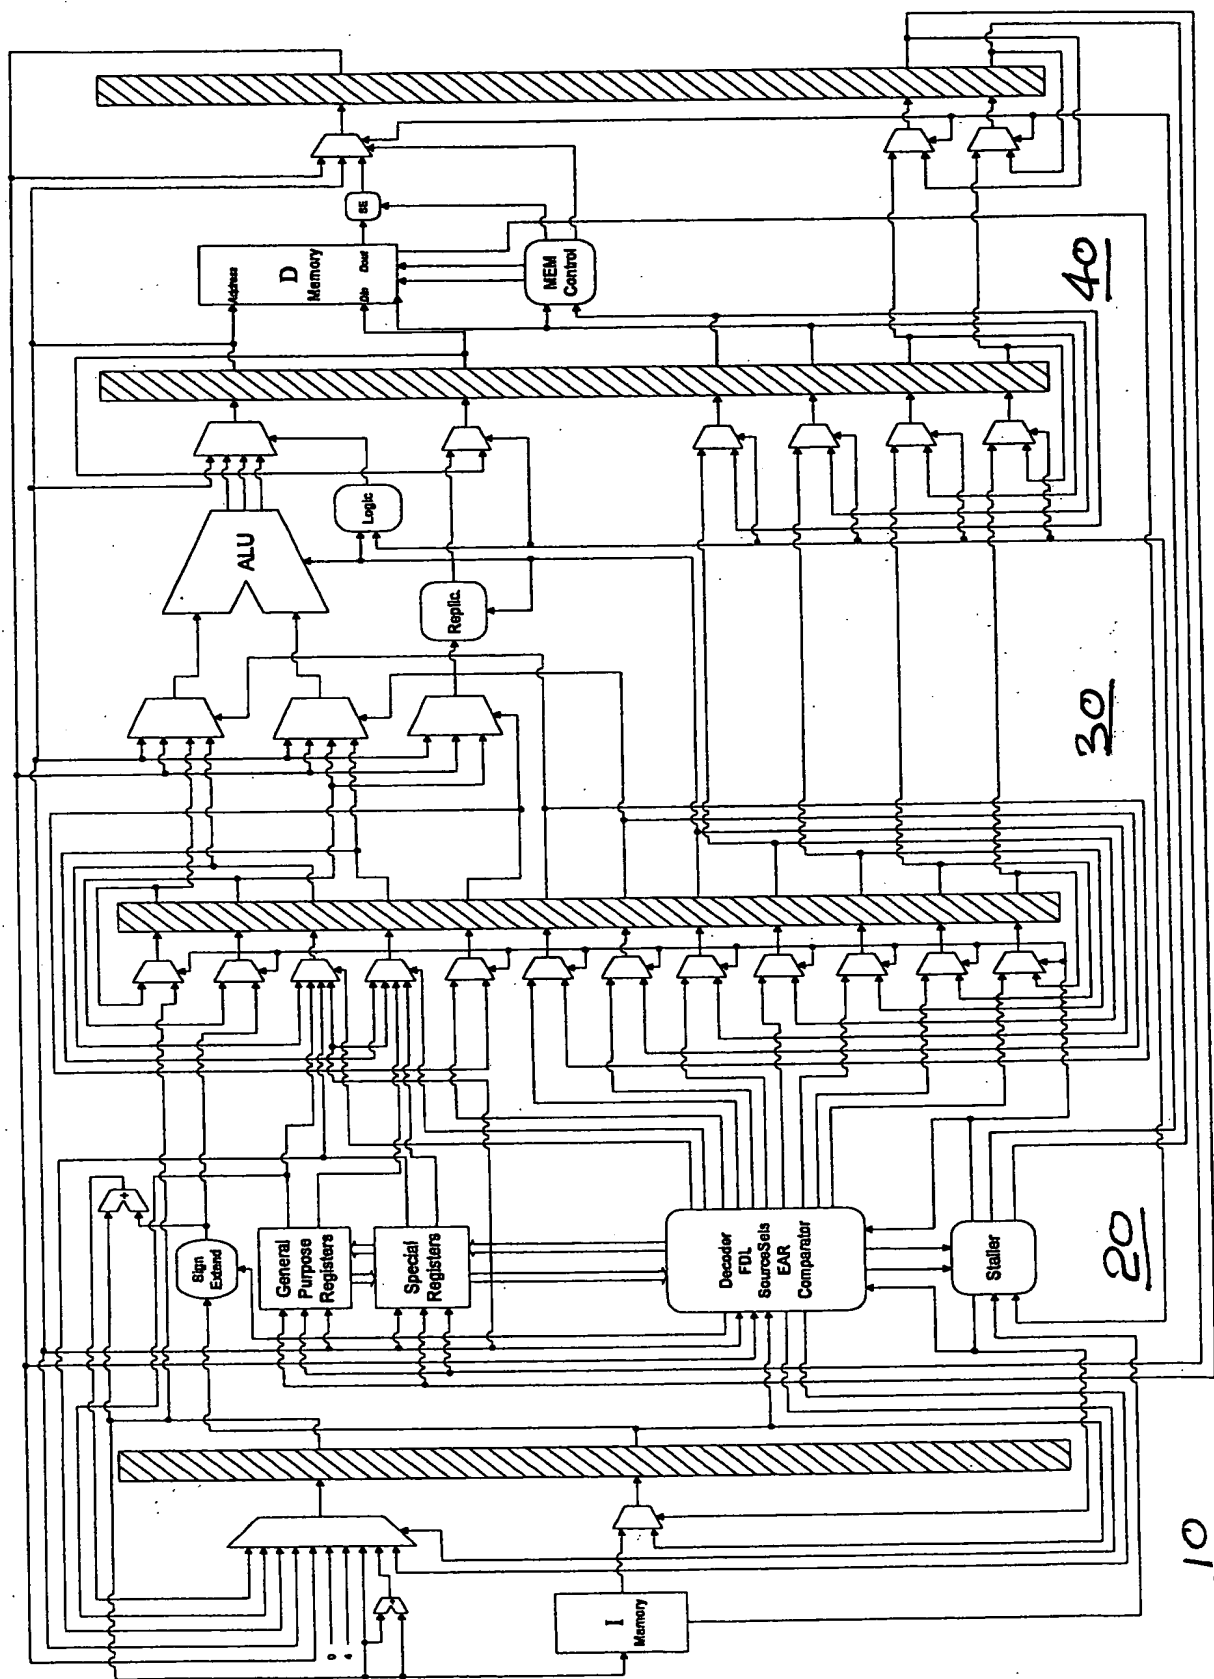 0
4
I
Memory
10
Sign
Extend
+
General
Purpose
Registers
Special
Registers
Decoder
FDL
SourceSels
EAR
Comparator
Staller
20
ALU
Logic
Replic.
30
Address
D
Memory
Din
Dout
SE
MEM
Control
40